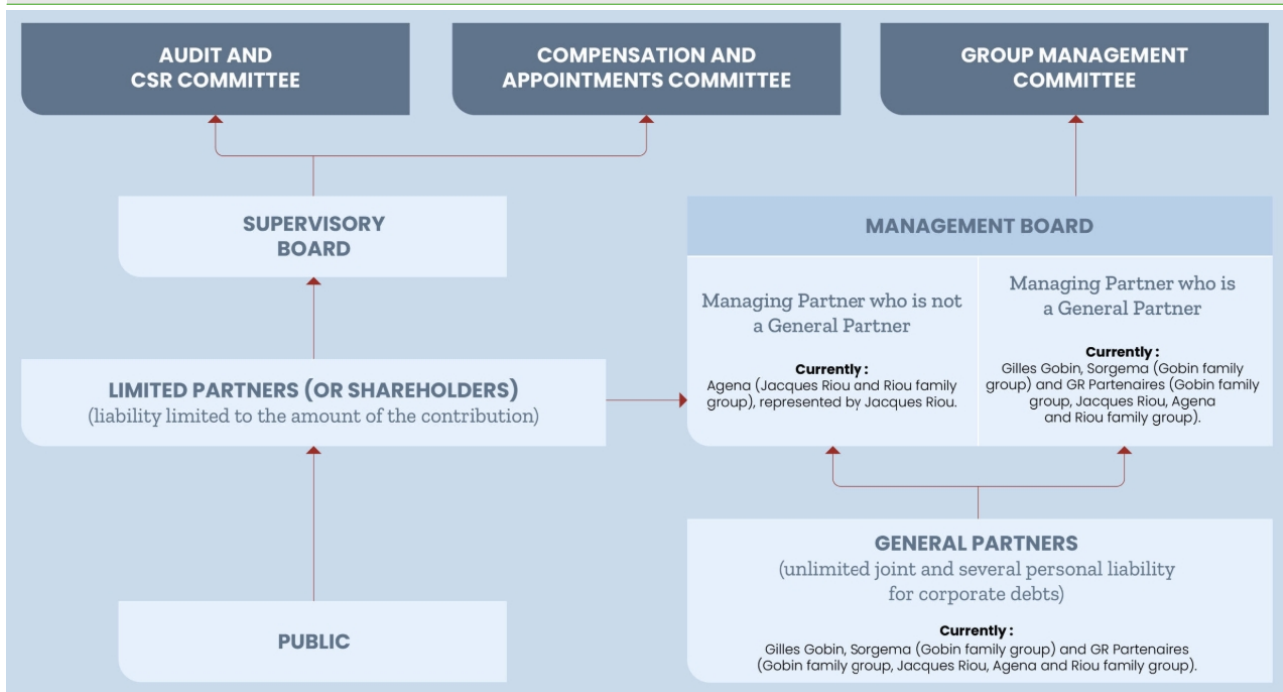 AUDIT AND
CSR COMMITTEE
COMPENSATION AND
APPOINTMENTS COMMITTEE
GROUP MANAGEMENT
COMMITTEE
SUPERVISORY
BOARD
MANAGEMENT BOARD
Managing Partner who is not
a General Partner
Currently :
Agena (Jacques Riou and Riou family
group), represented by Jacques Riou.
Managing Partner who is
a General Partner
Currently :
Gilles Gobin, Sorgema (Gobin family
group) and GR Partenaires (Gobin family
group, Jacques Riou, Agena
and Riou family group).
LIMITED PARTNERS (OR SHAREHOLDERS)
(liability limited to the amount of the contribution)
GENERAL PARTNERS
(unlimited joint and several personal liability
for corporate debts)
Currently :
Gilles Gobin, Sorgema (Gobin family group) and GR Partenaires
(Gobin family group, Jacques Riou, Agena and Riou family group).
PUBLIC